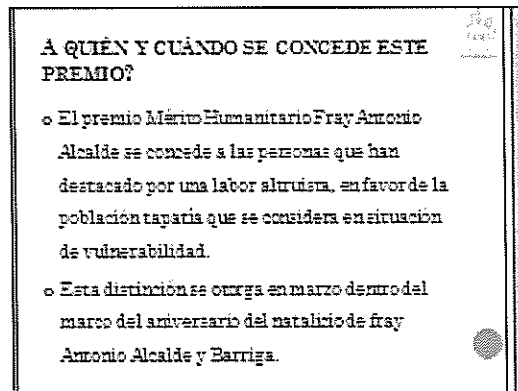 A QUIÉN Y CUÁNDO SE CONCEDE ESTE
PREMIO?
El premio Mérito Humanitario Fray Antonio
Alcalde se concede a las personas que han
destacado por una labor altruista, en favor de la
población tapatía que se considera en situación
de vulnerabilidad.
Esta distinción se otorga en marzo dentro del
marco del aniversario del natalicio de fray
Antonio Alcalde y Barriga.